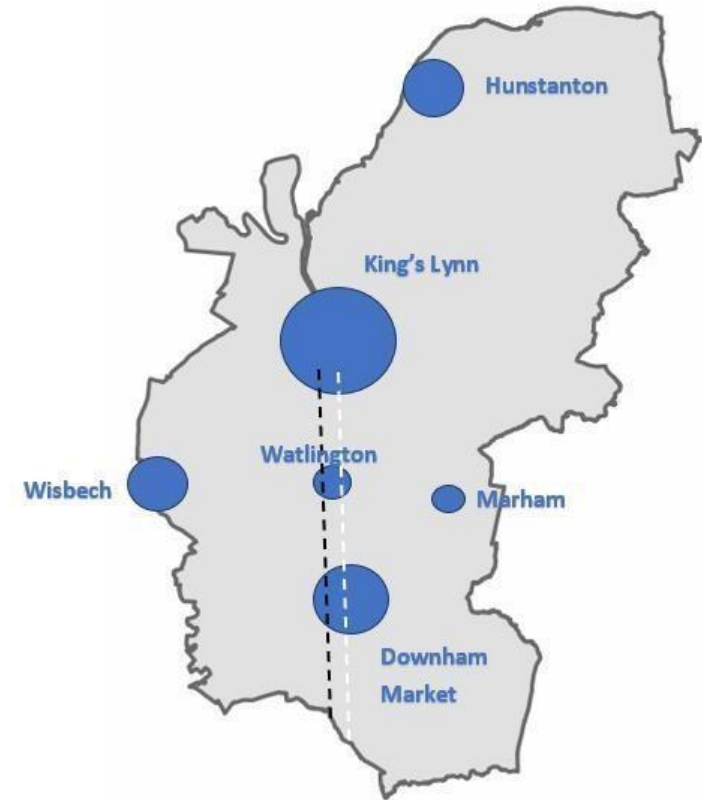 Hunstanton
King's Lynn
Watlington
Wisbech
Marham
Downham
Market